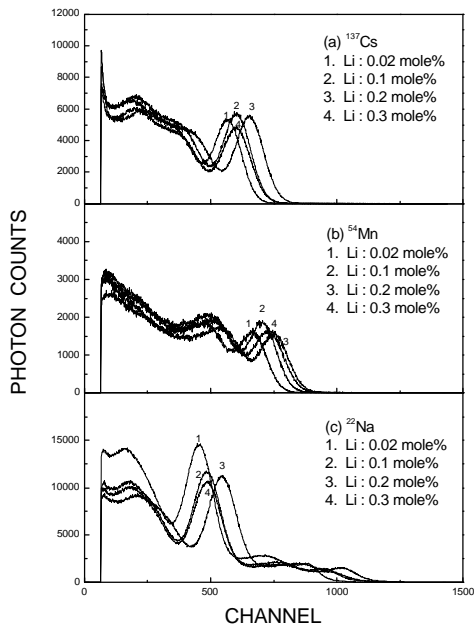 PHOTON COUNTS
12000
10000
8000
6000
4000
2000
0
(a) 137Cs
1. Li : 0.02 mole%
2. Li : 0.1 mole%
3. Li : 0.2 mole%
4. Li : 0.3 mole%
1
2
3
4
4000
3000
2000
1000
0
(b) 54Mn
1. Li : 0.02 mole%
2. Li : 0.1 mole%
3. Li : 0.2 mole%
4. Li : 0.3 mole%
1
2
4
3
15000
10000
5000
0
(c) 22Na
1. Li : 0.02 mole%
2. Li : 0.1 mole%
3. Li : 0.2 mole%
4. Li : 0.3 mole%
1
2
3
4
0 500 1000 1500
CHANNEL